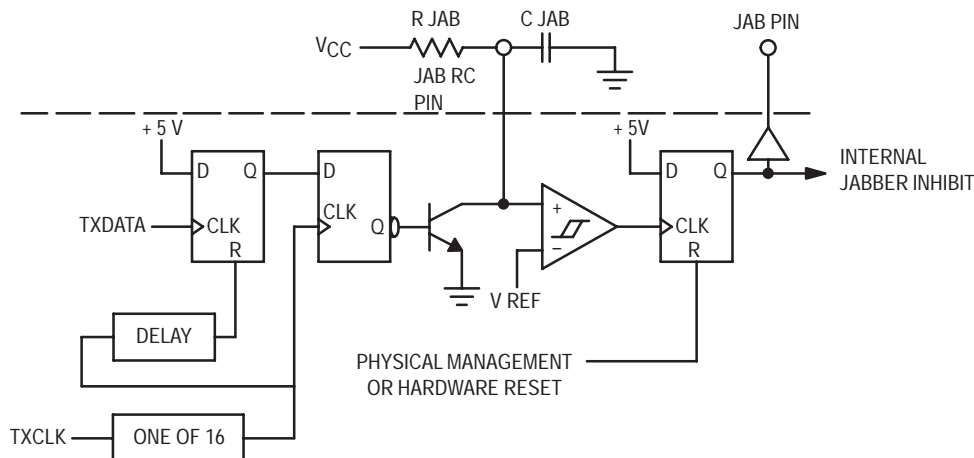 R JAB
C JAB
JAB PIN
VCC
JAB RC
PIN
+ 5 V
+ 5V
D
Q
D
D
Q
INTERNAL
JABBER INHIBIT
TXDATA
CLK
CLK
Q
+
–
CLK
R
R
V REF
DELAY
PHYSICAL MANAGEMENT
OR HARDWARE RESET
TXCLK
ONE OF 16